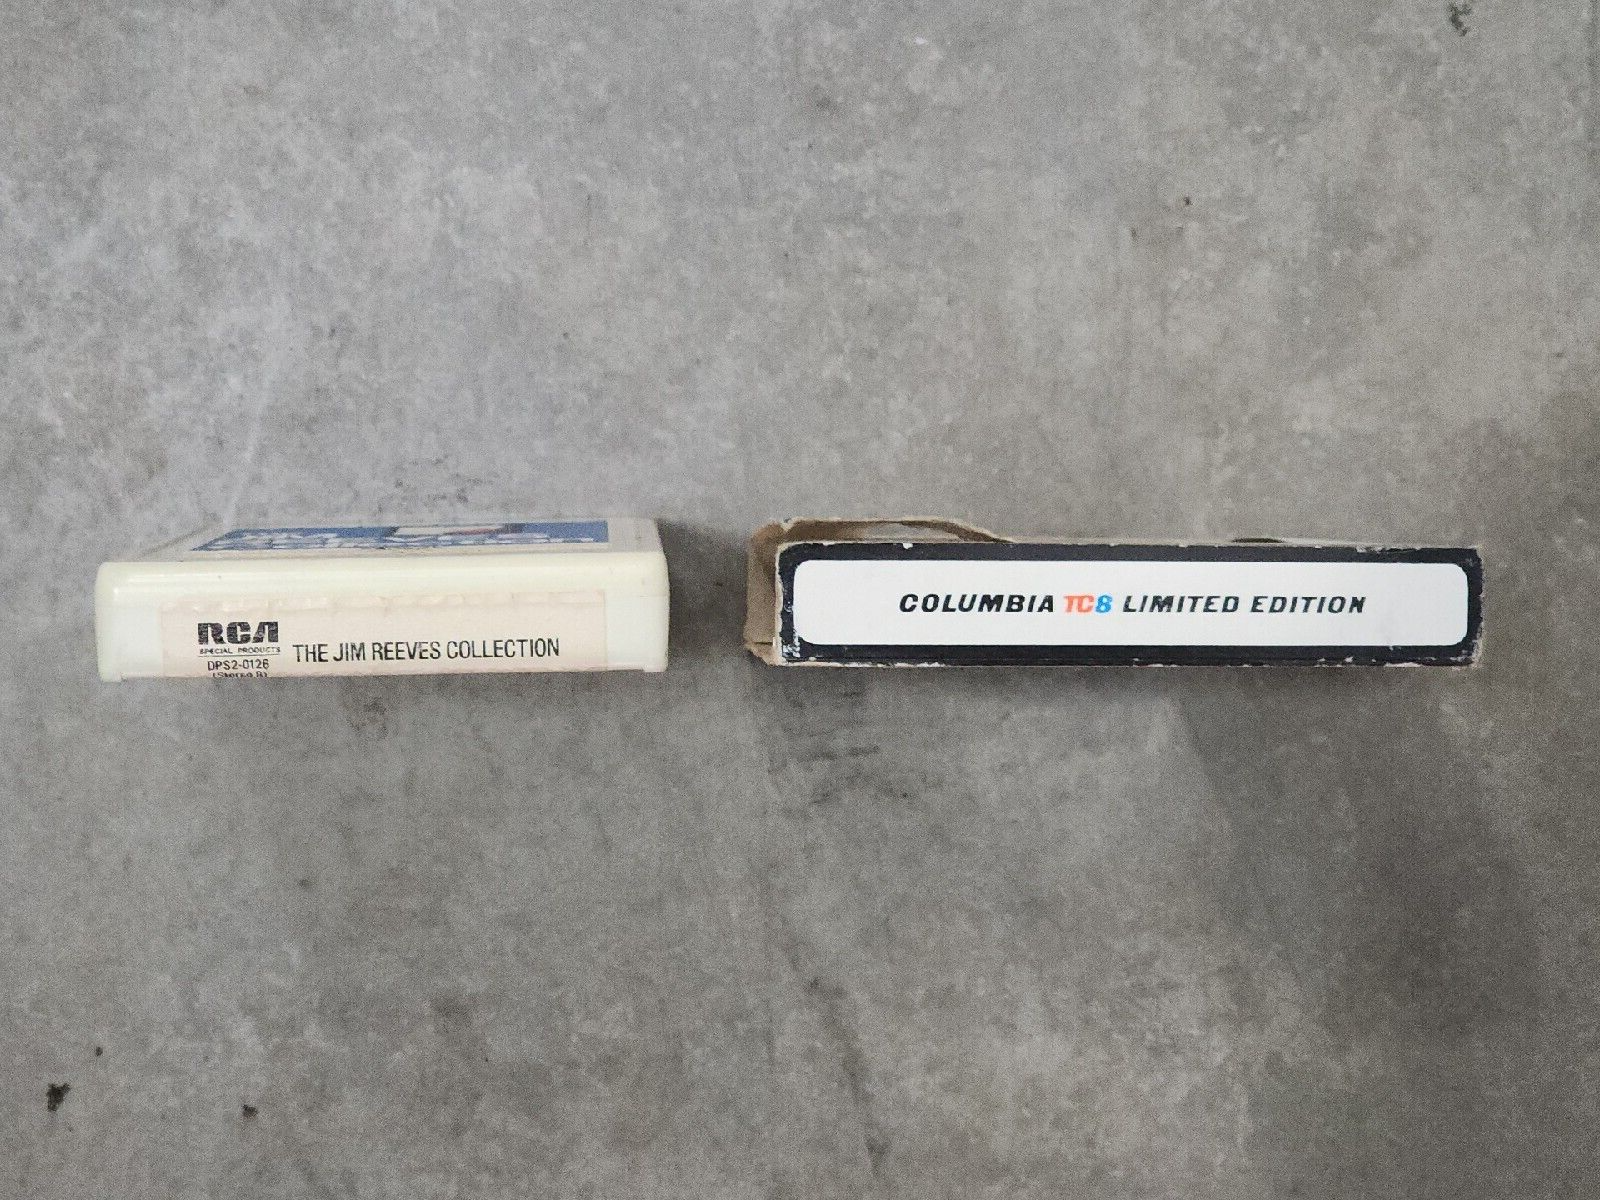 RCA
SPECIAL PRODUCTS
DPS2-0126
THE JIM REEVES COLLECTION
COLUMBIA TC8 LIMITED EDITION